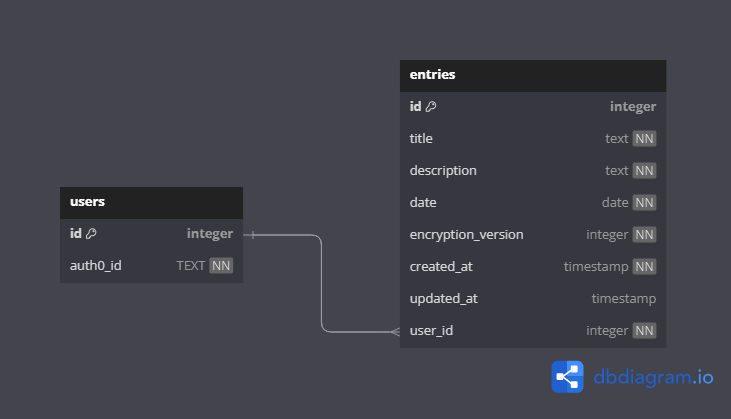 users
id integer
auth0_id TEXT NN
entries
id integer
title text NN
description text NN
date date NN
encryption_version integer NN
created_at timestamp NN
updated_at timestamp
user_id integer NN
dbdiagram.io